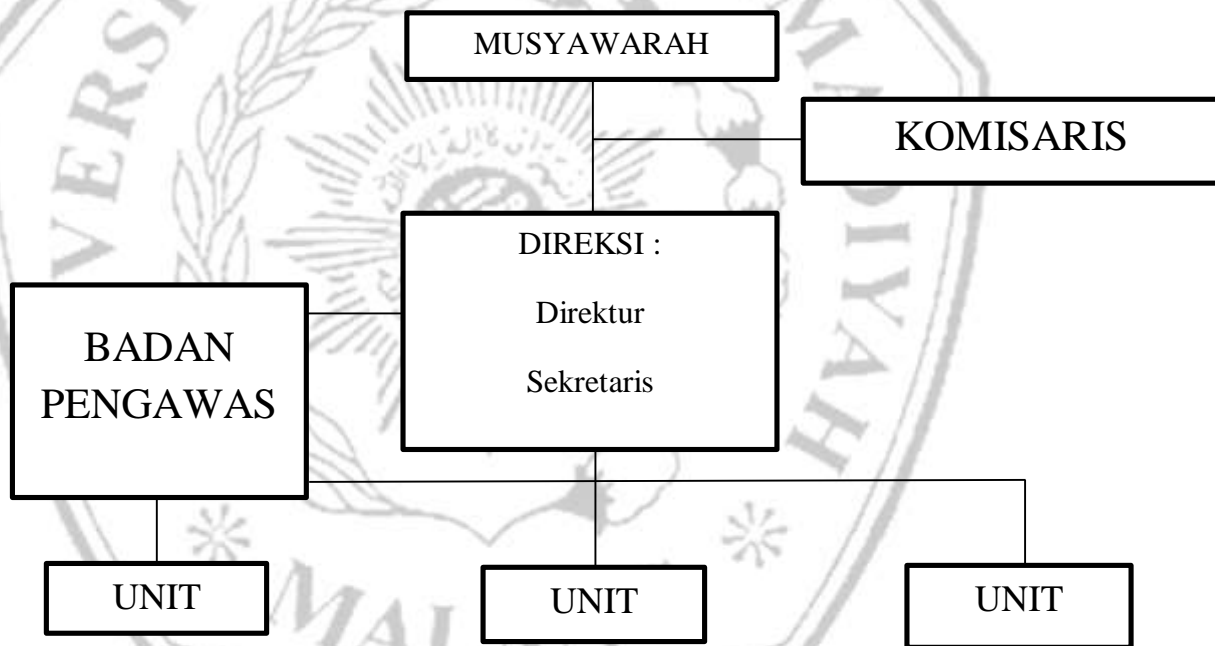 MUSYAWARAH
KOMISARIS
DIREKSI :
Direktur
Sekretaris
BADAN
PENGAWAS
UNIT
UNIT
UNIT